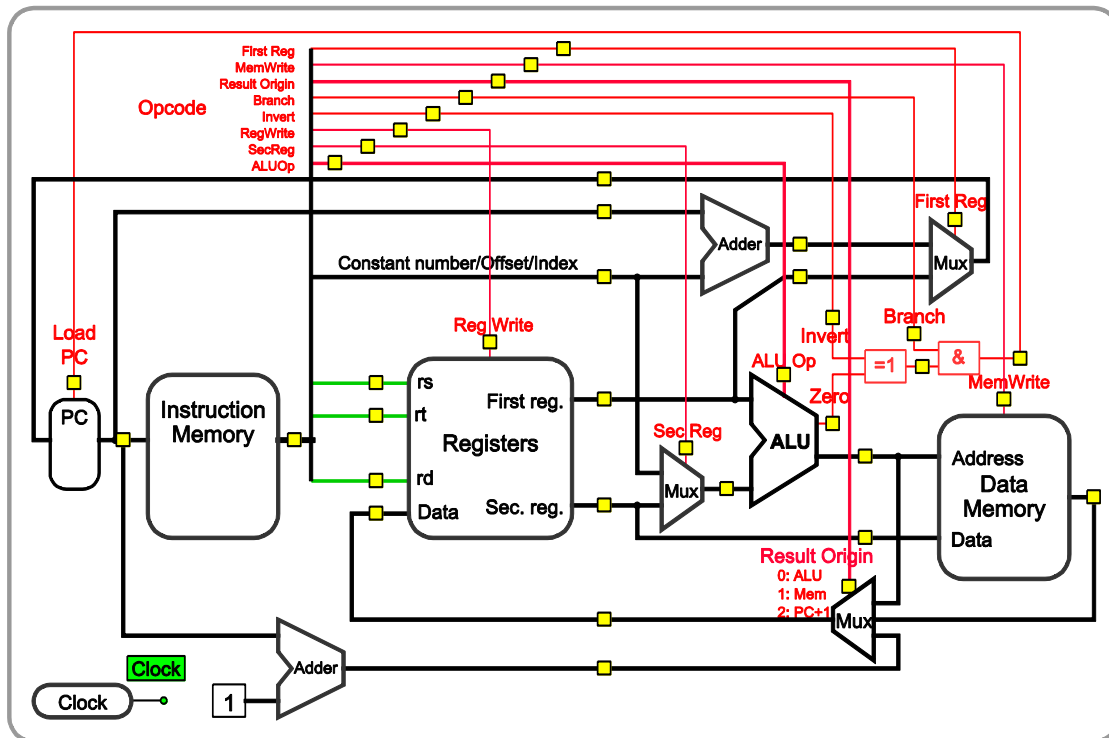 First Reg
MemWrite
Result Origin
Opcode
Branch
Invert
RegWrite
SecReg
ALUOp
First Reg
Adder
Mux
Constant number/Offset/Index
Load
PC
Reg Write
Invert
Branch
=1
&
ALU Op
MemWrite
Zero
PC
Instruction
Memory
rs
rt
rd
Data
Registers
First reg.
Sec. reg.
Sec Reg
Mux
ALU
Address
Data
Memory
Data
Result Origin
0: ALU
1: Mem
2: PC+1
Mux
Adder
1
Clock
Clock